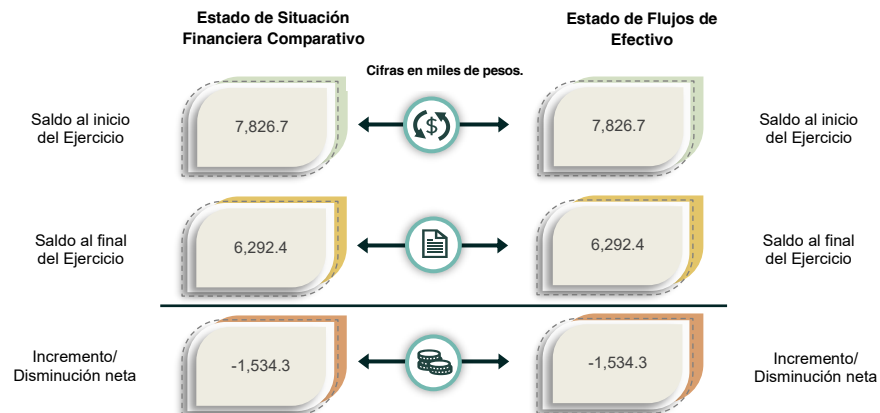 Estado de Situación
Financiera Comparativo
Estado de Flujos de
Efectivo
Cifras en miles de pesos.
Saldo al inicio
del Ejercicio
7,826.7
$
7,826.7
Saldo al inicio
del Ejercicio
Saldo al final
del Ejercicio
6,292.4
6,292.4
Saldo al final
del Ejercicio
Incremento/
Disminución neta
-1,534.3
-1,534.3
Incremento/
Disminución neta